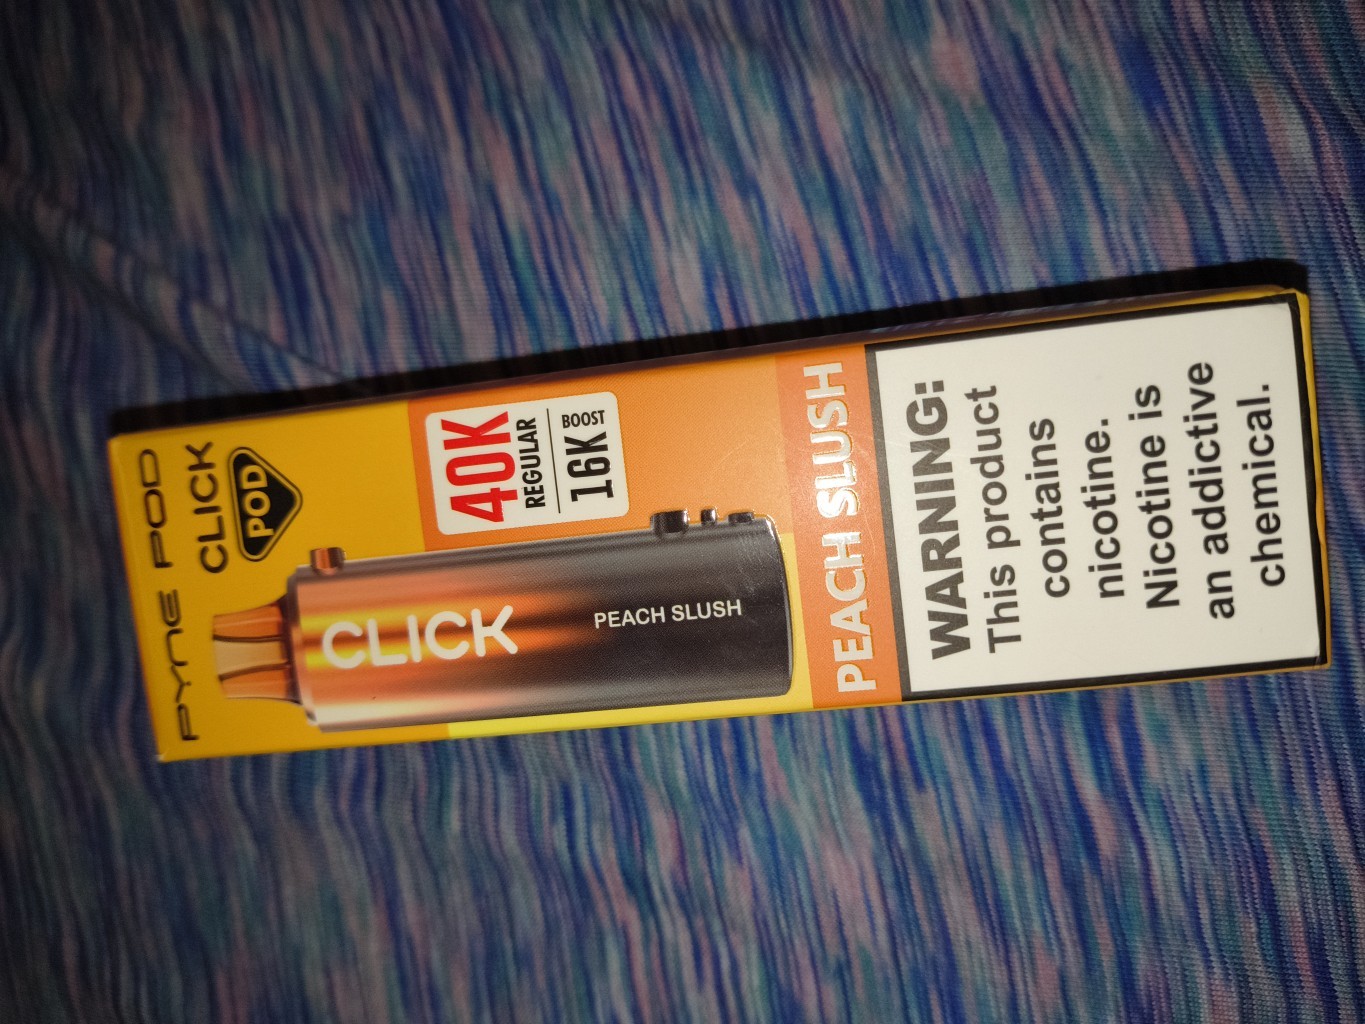 PYNE POD
CLICK
POD
40K
REGULAR
16K BOOST
CLICK
PEACH SLUSH
PEACH SLUSH
WARNING:
This product
contains
nicotine.
Nicotine is
an addictive
chemical.